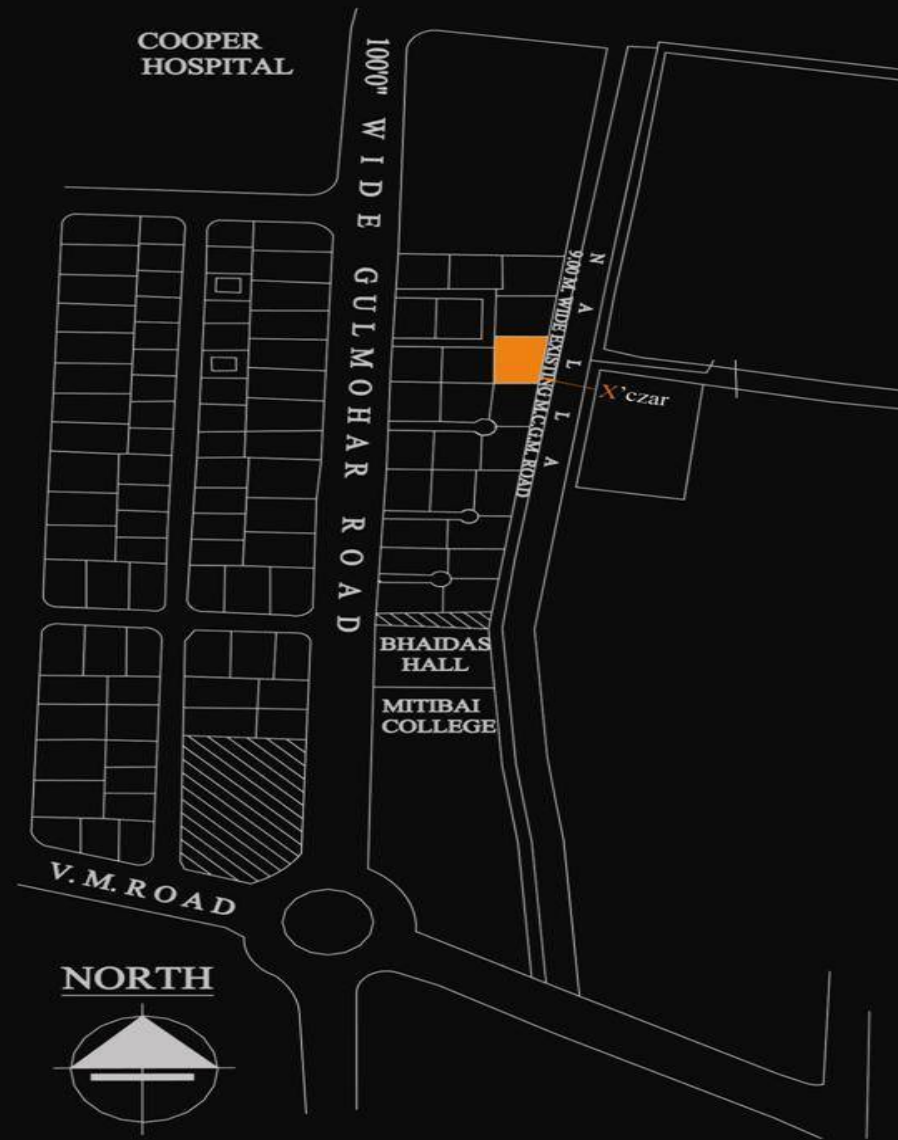 COOPER
HOSPITAL
100'0" WIDE GULMOHAR ROAD
NALLA
9.00 M. WIDE EXISTING M.C.G.M. ROAD
X'czar
BHAIDAS
HALL
MITIBAI
COLLEGE
V. M. ROAD
NORTH